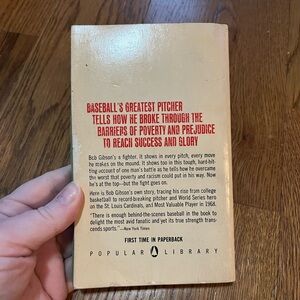 BASEBALL'S GREATEST PITCHER
TELLS HOW HE BROKE THROUGH THE
BARRIERS OF POVERTY AND PREJUDICE
TO REACH SUCCESS AND GLORY
Bob Gibson's a fighter. It shows in every pitch, every move
he makes on the mound. It shows too in this tough, hard-hit-
ting account of one man's battle as he tells how he overcame
the worst that poverty and racism could put in his way. Now
he's at the top—but the fight goes on.
Here is Bob Gibson's own story, tracing his rise from college
basketball to record-breaking pitcher and World Series hero
on the St. Louis Cardinals, and Most Valuable Player in 1968.
"There is enough behind-the-scenes baseball in the book to
delight the most avid fanatic and yet its true strength trans-
cends sports." —New York Times
FIRST TIME IN PAPERBACK
POPULAR LIBRARY